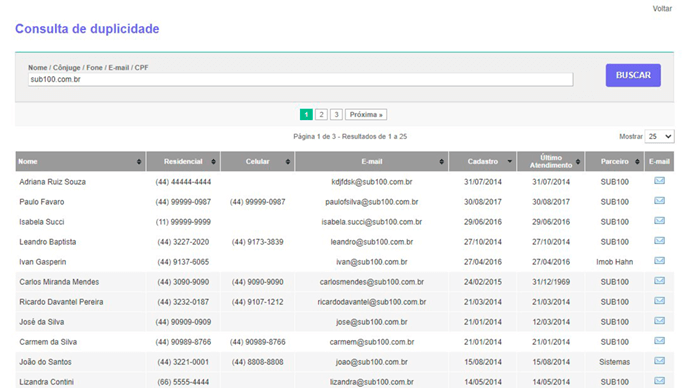 Voltar
Consulta de duplicidade
Nome / Cônjuge / Fone / E-mail / CPF
sub100.com.br
BUSCAR
1 2 3 Próxima »
Página 1 de 3 - Resultados de 1 a 25
Mostrar 25
Nome Residencial Celular E-mail Cadastro Último Atendimento Parceiro E-mail
Adriana Ruiz Souza (44) 44444-4444 kdjfdsk@sub100.com.br 31/07/2014 31/07/2014 SUB100
Paulo Favaro (44) 99999-0987 (44) 99999-0987 paulofsilva@sub100.com.br 30/08/2017 30/08/2017 SUB100
Isabela Succi (11) 99999-9999 isabela.succi@sub100.com.br 29/06/2016 29/06/2016 SUB100
Leandro Baptista (44) 3227-2020 (44) 9173-3839 leandro@sub100.com.br 27/10/2014 27/10/2014 SUB100
Ivan Gasperin (44) 9137-6065 ivan@sub100.com.br 27/04/2016 27/04/2016 Imob Hahn
Carlos Miranda Mendes (44) 3090-9090 (44) 9090-9090 carlosmendes@sub100.com.br 24/02/2015 31/12/1969 SUB100
Ricardo Davantel Pereira (44) 3232-0187 (44) 9107-1212 ricardodavantel@sub100.com.br 21/03/2014 21/03/2014 SUB100
José da Silva (44) 90909-0909 jose@sub100.com.br 21/01/2014 12/03/2014 SUB100
Carmem da Silva (44) 90989-8766 (44) 90989-8766 carmem@sub100.com.br 21/01/2014 21/01/2014 SUB100
João do Santos (44) 3221-0001 (44) 8808-8808 joao@sub100.com.br 15/08/2014 15/08/2014 Sistemas
Lizandra Contini (66) 5555-4444 lizandra@sub100.com.br 14/05/2014 14/05/2014 SUB100